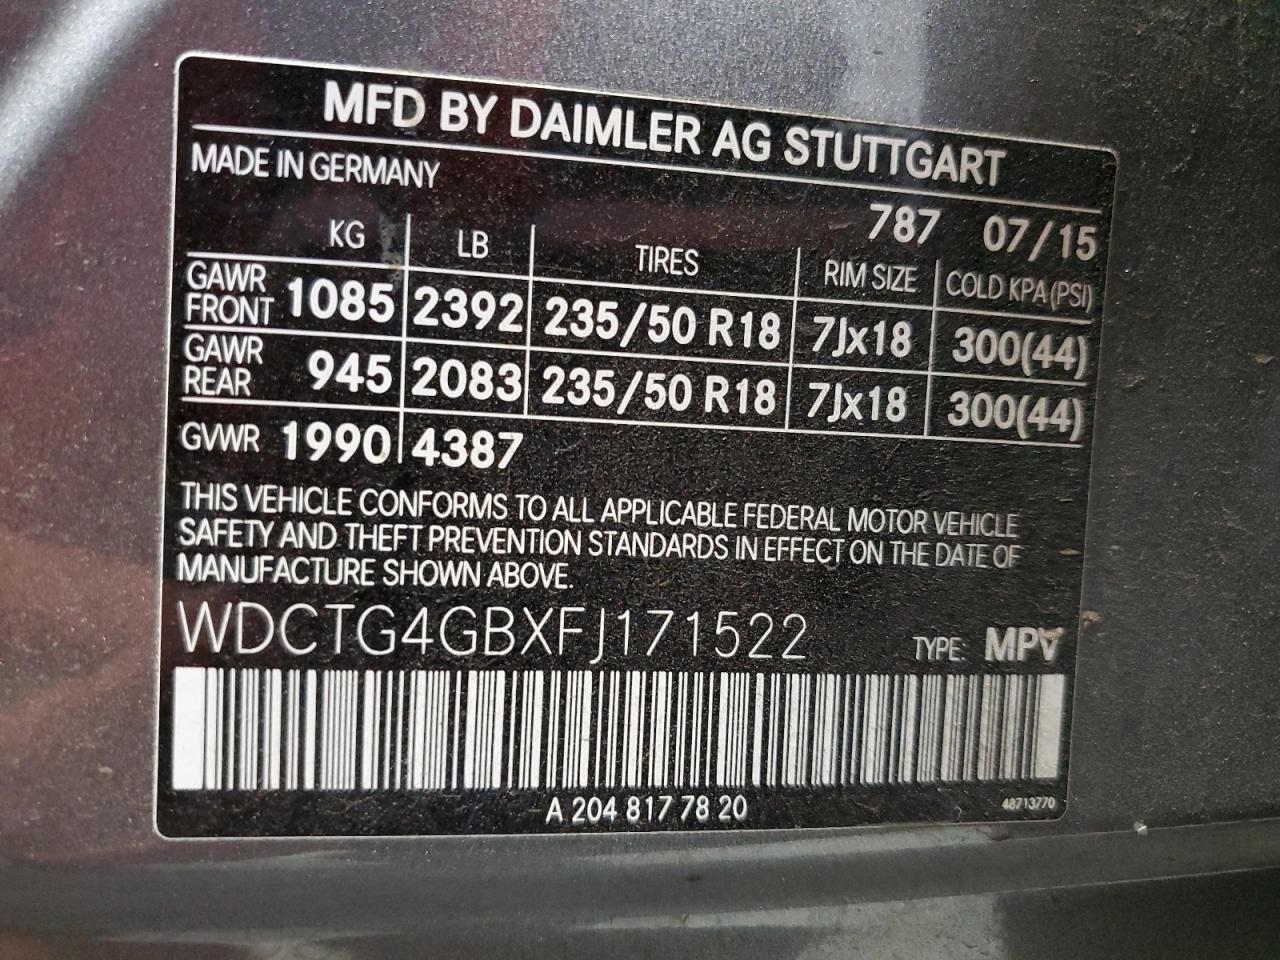 MFD BY DAIMLER AG STUTTGART
MADE IN GERMANY
787 07/15
KG LB TIRES RIM SIZE COLD KPA (PSI)
GAWR FRONT 1085 2392 235/50 R18 7Jx18 300(44)
GAWR REAR 945 2083 235/50 R18 7Jx18 300(44)
GVWR 1990 4387
THIS VEHICLE CONFORMS TO ALL APPLICABLE FEDERAL MOTOR VEHICLE
SAFETY AND THEFT PREVENTION STANDARDS IN EFFECT ON THE DATE OF
MANUFACTURE SHOWN ABOVE.
WDCTG4GBXFJ171522 TYPE: MPV
A 204 817 78 20 48713770